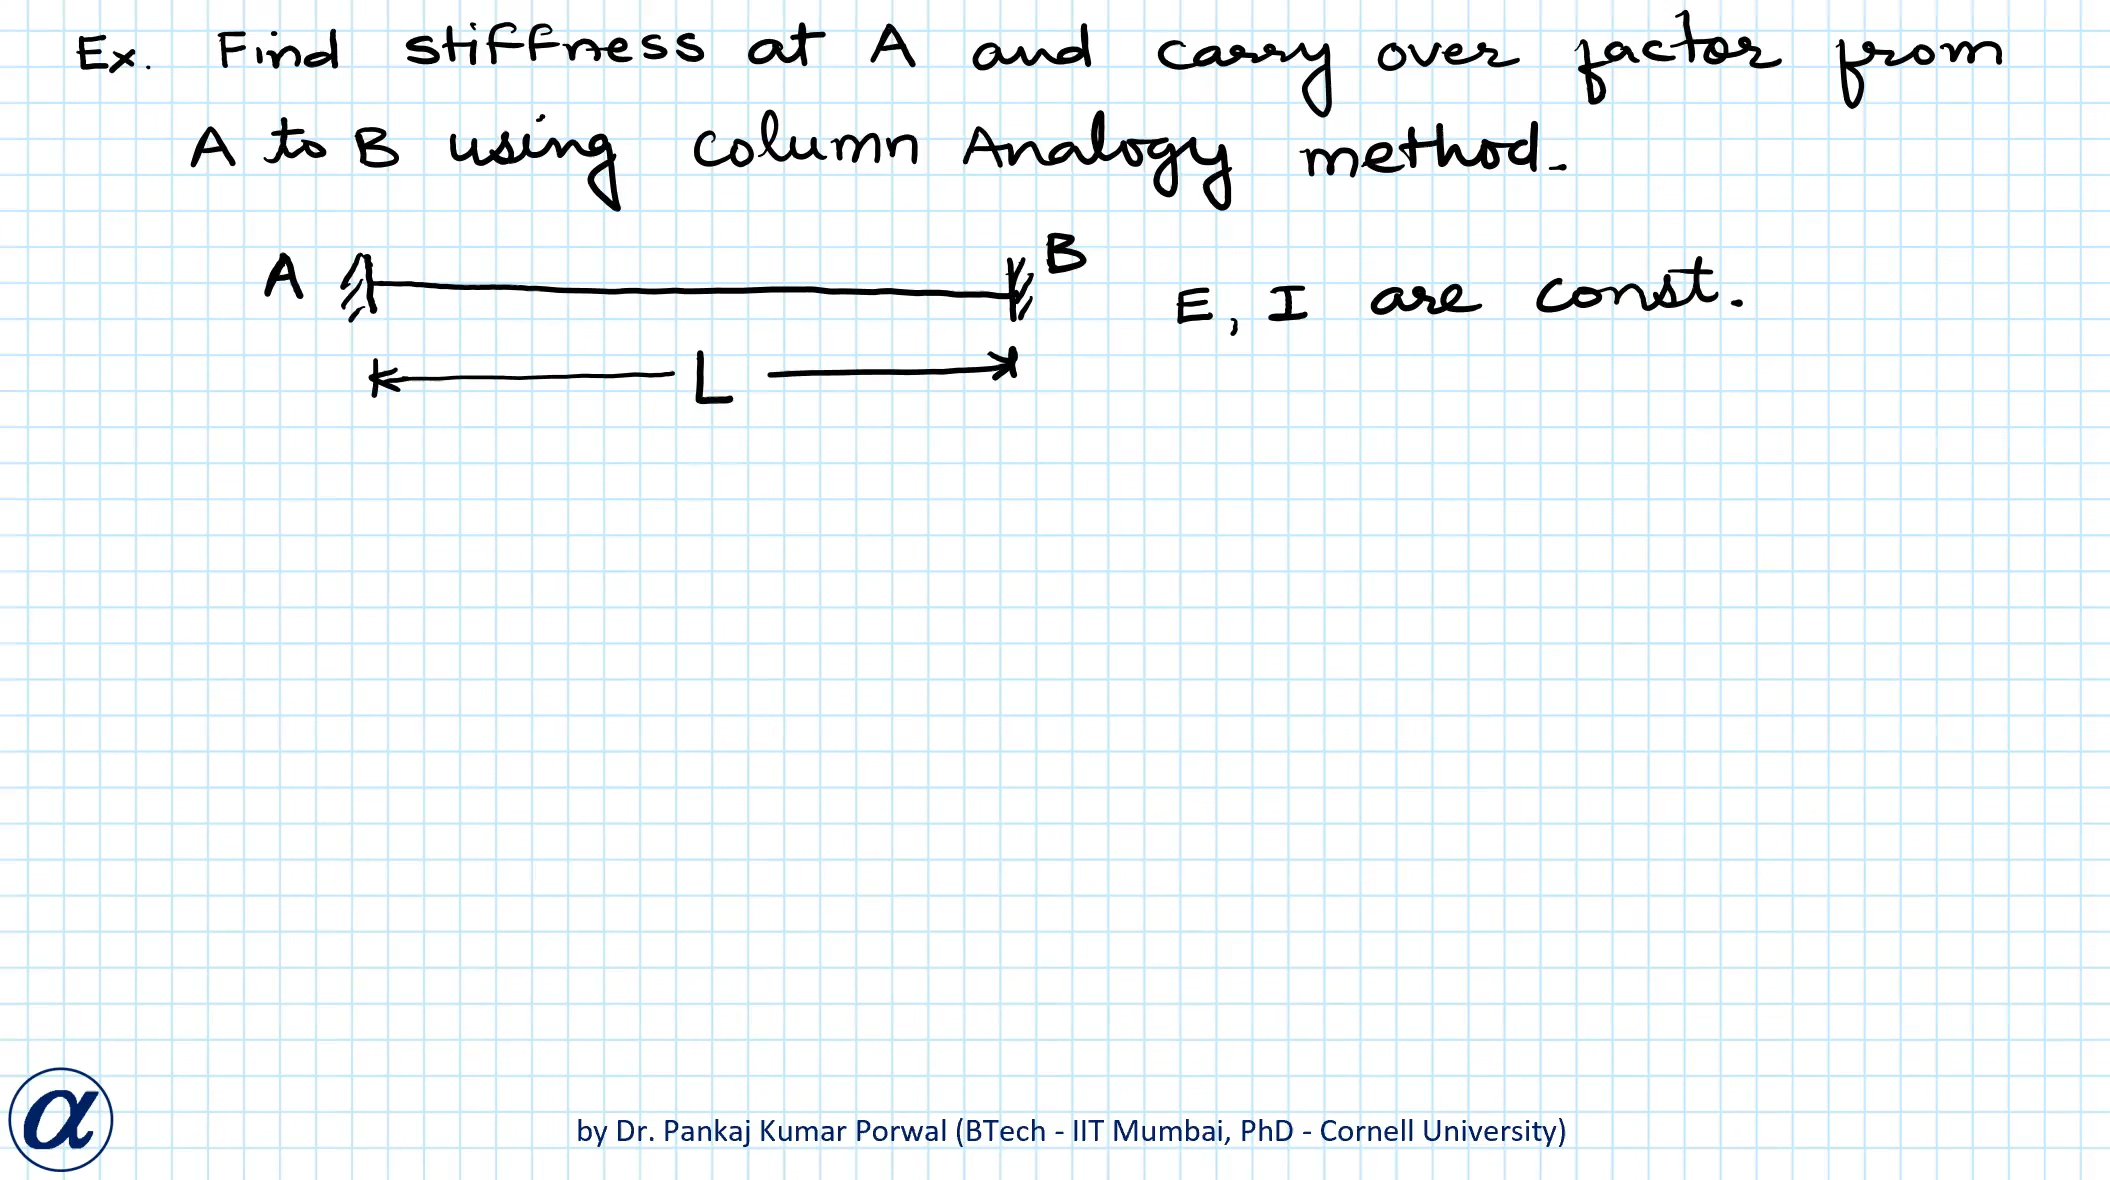 Ex. Find stiffness at A and carry over factor from
A to B using column Analogy method.
A B
E, I are const.
L
α
by Dr. Pankaj Kumar Porwal (BTech - IIT Mumbai, PhD - Cornell University)